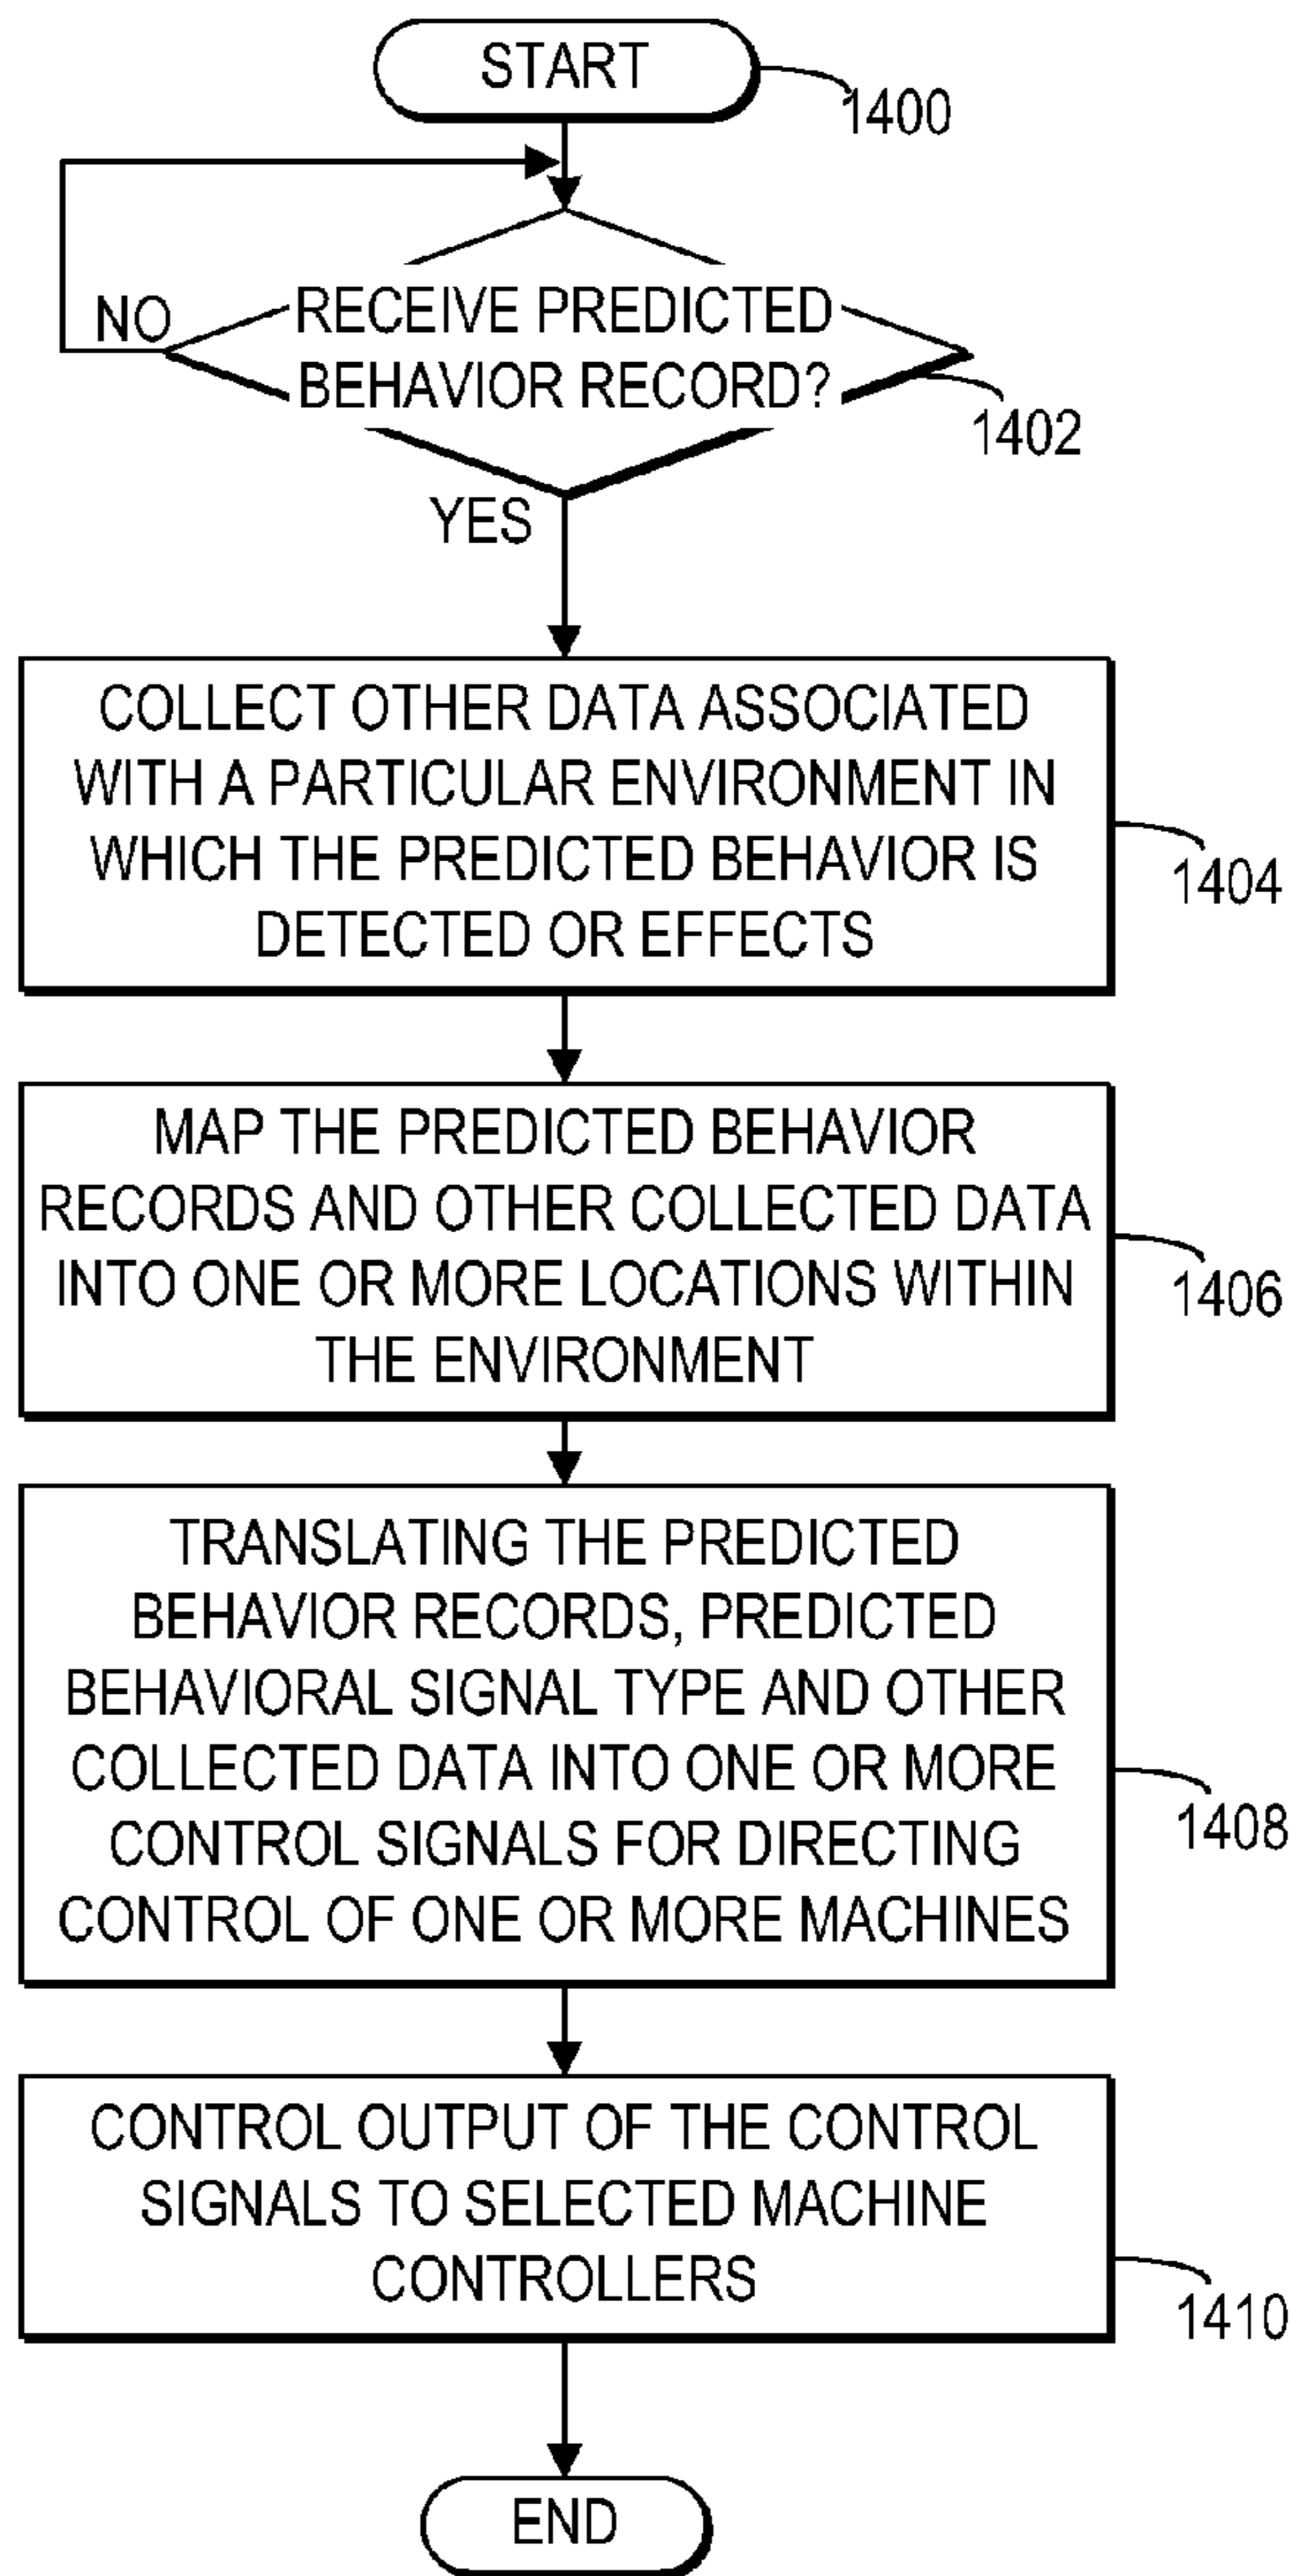 START
1400
NO
RECEIVE PREDICTED
BEHAVIOR RECORD?
1402
YES
COLLECT OTHER DATA ASSOCIATED
WITH A PARTICULAR ENVIRONMENT IN
WHICH THE PREDICTED BEHAVIOR IS
DETECTED OR EFFECTS
1404
MAP THE PREDICTED BEHAVIOR
RECORDS AND OTHER COLLECTED DATA
INTO ONE OR MORE LOCATIONS WITHIN
THE ENVIRONMENT
1406
TRANSLATING THE PREDICTED
BEHAVIOR RECORDS, PREDICTED
BEHAVIORAL SIGNAL TYPE AND OTHER
COLLECTED DATA INTO ONE OR MORE
CONTROL SIGNALS FOR DIRECTING
CONTROL OF ONE OR MORE MACHINES
1408
CONTROL OUTPUT OF THE CONTROL
SIGNALS TO SELECTED MACHINE
CONTROLLERS
1410
END